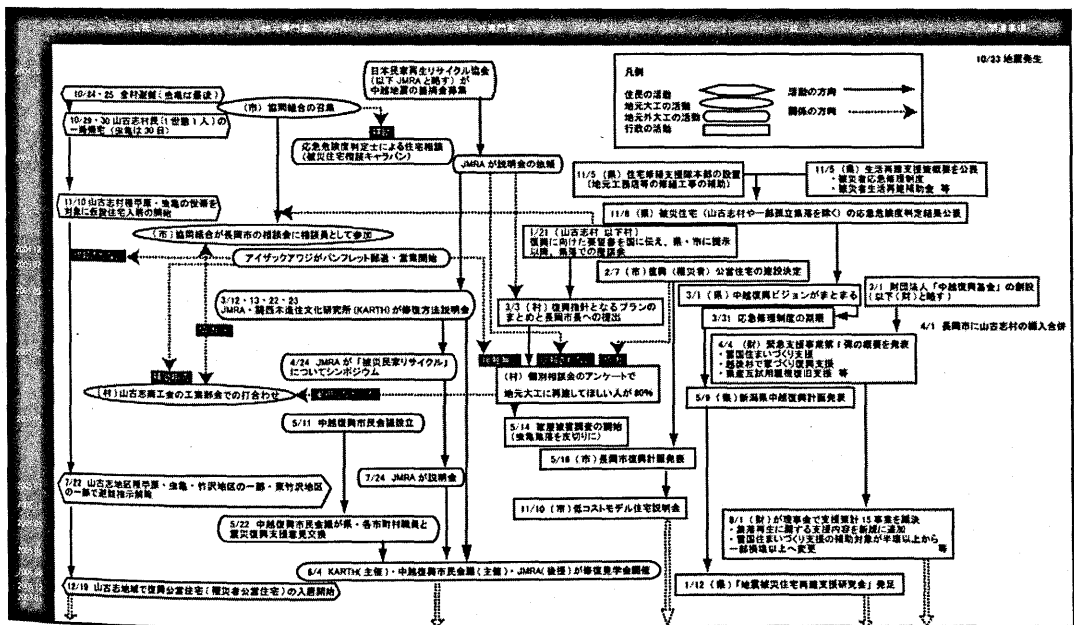 10/23 地震発生
凡例
住民の活動
地元大工の活動
地元外大工の活動
行政の活動
活動の方向
関係の方向
10/24・25 全村避難(虫亀は最後)
10/29・30 山古志村民(1世帯1人)の
一時帰宅(虫亀は30日)
11/10 山古志村種苧原・虫亀の世帯を
対象に仮設住宅入居の開始
(市)協同組合の召集
応急危険度判定士による住宅相談
(被災住宅相談キャラバン)
日本民家再生リサイクル協会
(以下JMRAと略す)が
中越地震の義捐金募集
JMRAが説明会の依頼
(市)協同組合が長岡市の相談会に相談員として参加
アイザックアワジがパンフレット郵送・営業開始
11/5 (県)住宅修繕支援隊本部の設置
(地元工務店等の修繕工事の補助)
11/5 (県)生活再建支援策概要を公表
・被災者応急修理制度
・被災者生活再建補助金 等
11/8 (県)被災住宅(山古志村や一部孤立集落を除く)の応急危険度判定結果公表
1/21 (山古志村 以下村)
復興に向けた要望書を国に伝え、県・市に提示
以降、集落での座談会
2/7 (市)復興(罹災者)公営住宅の建設決定
3/12・13・22・23
JMRA・関西木造住文化研究所(KARTH)が修復方法説明会
3/3 (村)復興指針となるプランの
まとめと長岡市長への提出
3/1 (県)中越復興ビジョンがまとまる
3/1 財団法人「中越復興基金」の創設
(以下(財)と略す)
3/31 応急修理制度の期限
4/1 長岡市に山古志村の編入合併
4/4 (財)緊急支援事業第1弾の概要を発表
・雪国住まいづくり支援
・越後杉で家づくり復興支援
4/24 JMRAが「被災民家リサイクル」
についてシンポジウム
(村)個別相談会のアンケートで
地元大工に再建してほしい人が80%
(村)山古志商工会の工業部会での打合わせ
5/9 (県)新潟県中越復興計画発表
5/11 中越復興市民会議設立
5/14 家屋被害調査の開始
(虫亀集落を皮切りに)
5/18 (市)長岡市復興計画発表
7/22 山古志地区種苧原・虫亀・竹沢地区の一部・東竹沢地区
の一部で避難指示解除
7/24 JMRAが説明会
11/10 (市)低コストモデル住宅説明会
5/22 中越復興市民会議が県・各市町村職員と
震災復興支援意見交換
8/1 (財)が理事会で支援累計15事業を議決
・集落再生に関する支援内容を新規に追加
・雪国住まいづくり支援の補助対象が半壊以上から
一部損壊以上へ変更 等
6/4 KARTH(主催)・中越復興市民会議(主催)・JMRA(後援)が修復見学会開催
12/19 山古志地域で復興公営住宅(罹災者公営住宅)の入居開始
1/12 (県)「地震被災住宅再建支援研究会」発足